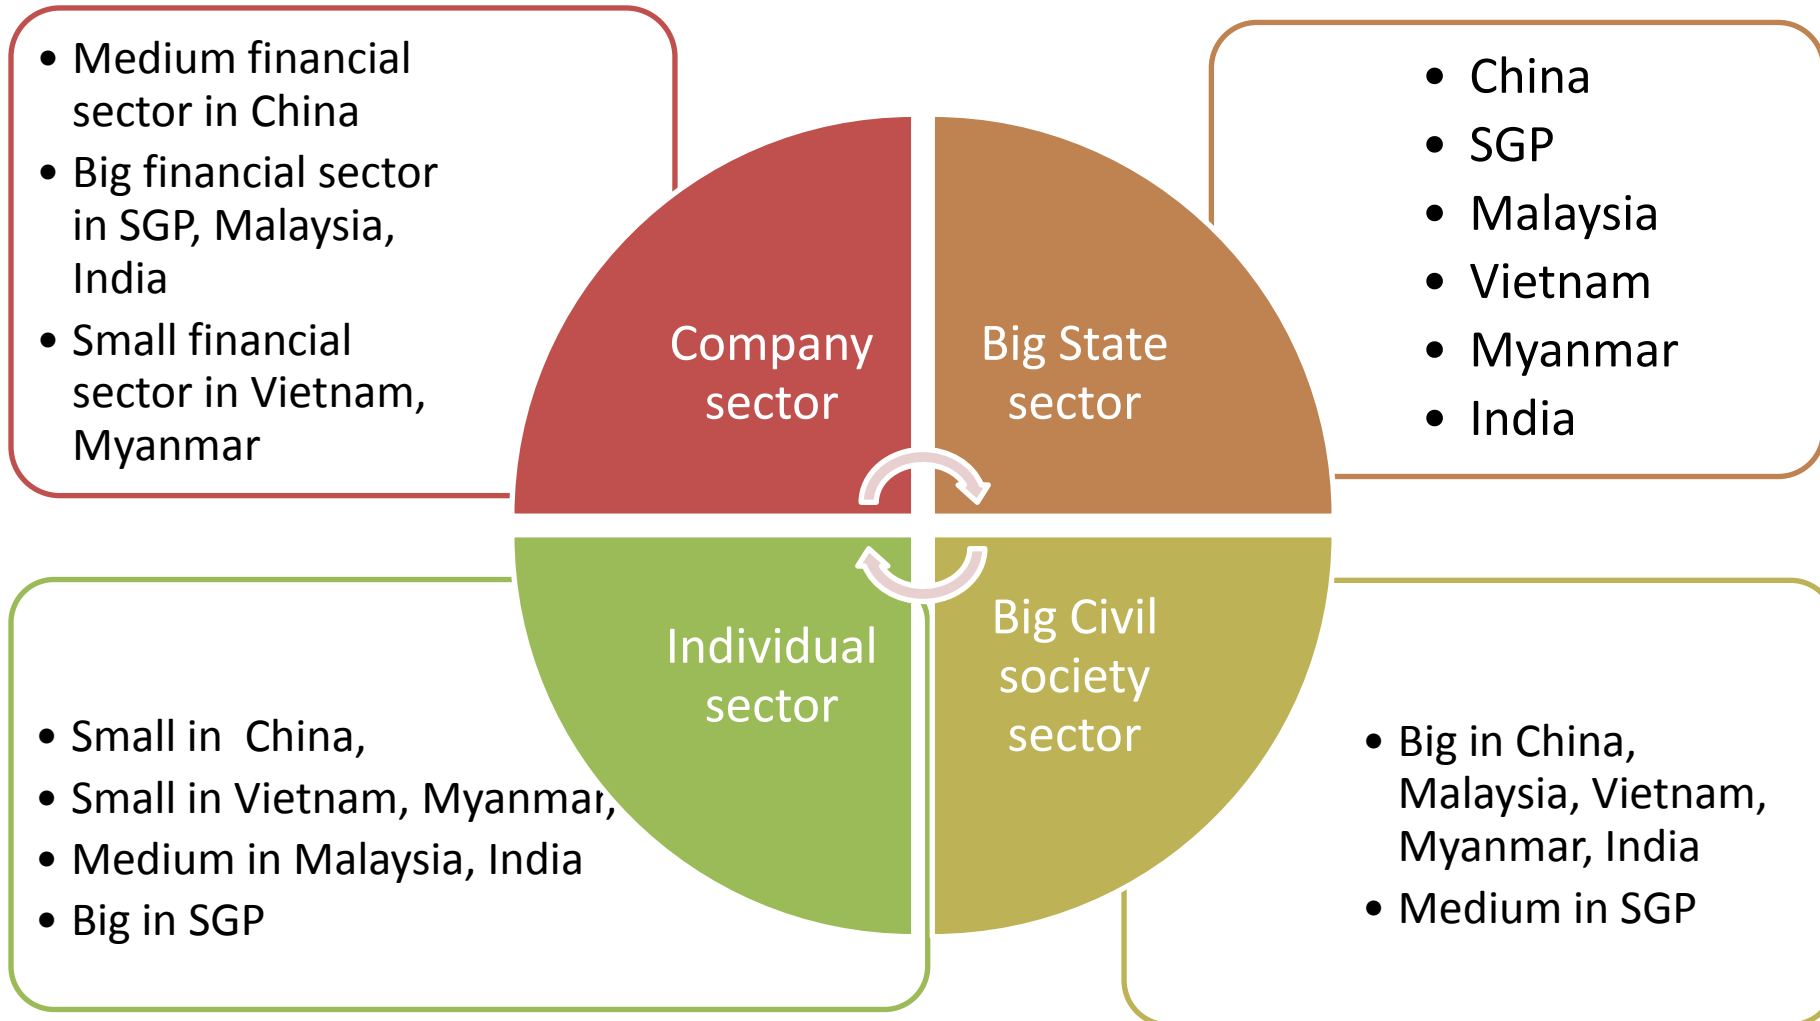 • Medium financial
sector in China
• Big financial sector
in SGP, Malaysia,
India
• Small financial
sector in Vietnam,
Myanmar
• China
• SGP
• Malaysia
• Vietnam
• Myanmar
• India
Company
sector
Big State
sector
Individual
sector
Big Civil
society
sector
• Small in  China,
• Small in Vietnam, Myanmar,
• Medium in Malaysia, India
• Big in SGP
• Big in China,
Malaysia, Vietnam,
Myanmar, India
• Medium in SGP